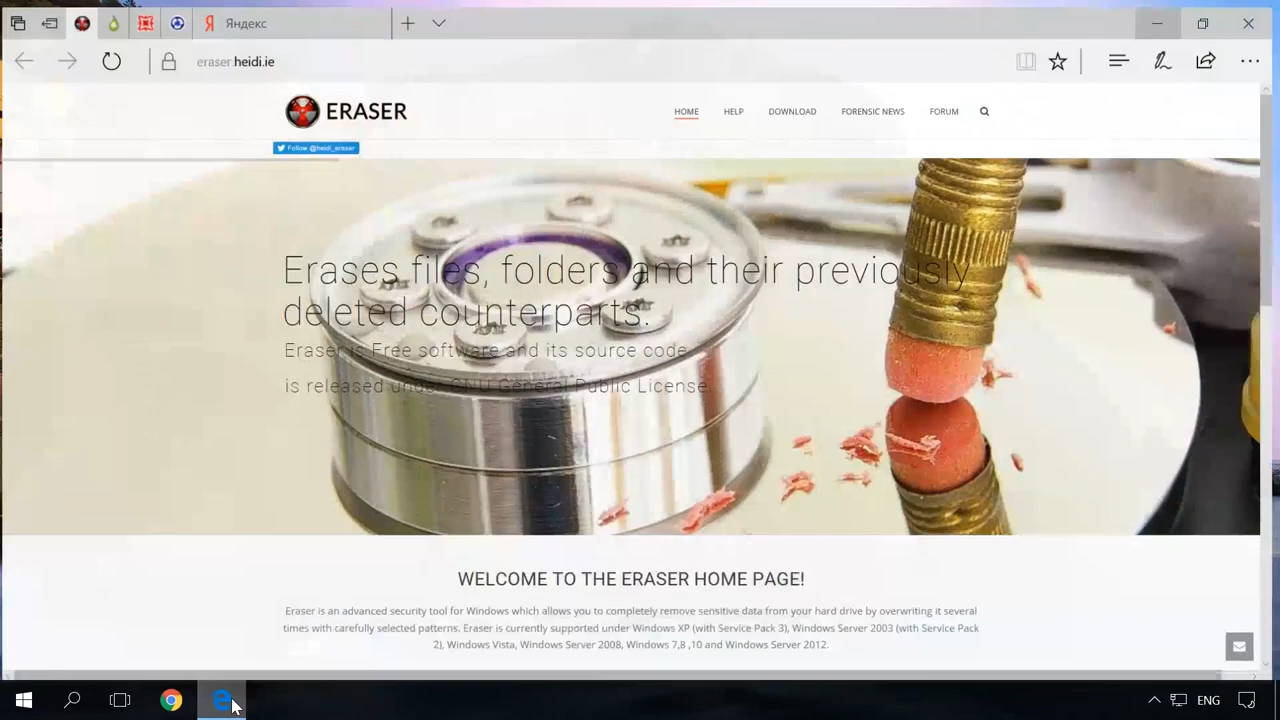 Яндекс
eraser.heidi.ie
ERASER
HOME
HELP
DOWNLOAD
FORENSIC NEWS
FORUM
Follow @heidi_eraser
Erases files, folders and their previously
deleted counterparts.
Eraser is Free software and its source code
is released under GNU General Public License.
WELCOME TO THE ERASER HOME PAGE!
Eraser is an advanced security tool for Windows which allows you to completely remove sensitive data from your hard drive by overwriting it several
times with carefully selected patterns. Eraser is currently supported under Windows XP (with Service Pack 3), Windows Server 2003 (with Service Pack
2), Windows Vista, Windows Server 2008, Windows 7,8 ,10 and Windows Server 2012.
ENG